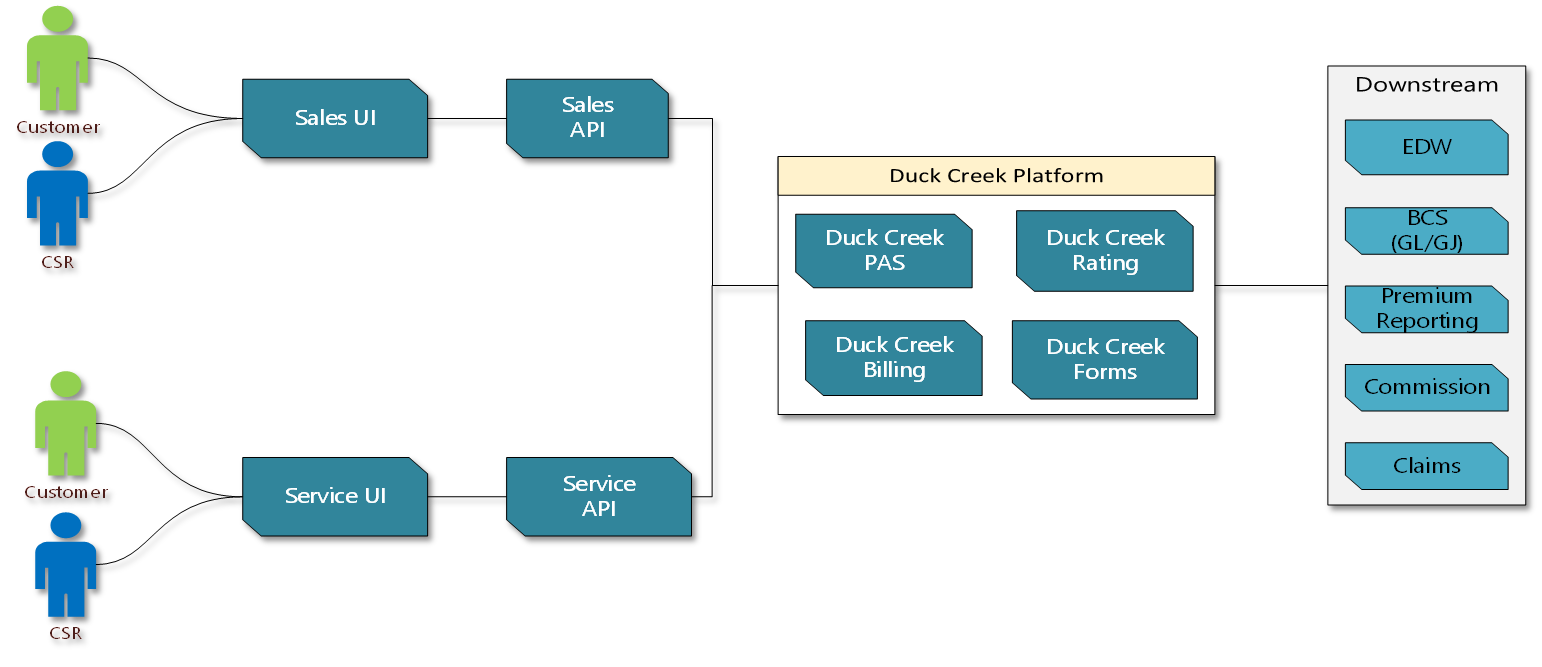 Customer
CSR
Sales UI
Sales
API
Customer
CSR
Service UI
Service
API
Duck Creek Platform
Duck Creek
PAS
Duck Creek
Rating
Duck Creek
Billing
Duck Creek
Forms
Downstream
EDW
BCS
(GL/GJ)
Premium
Reporting
Commission
Claims